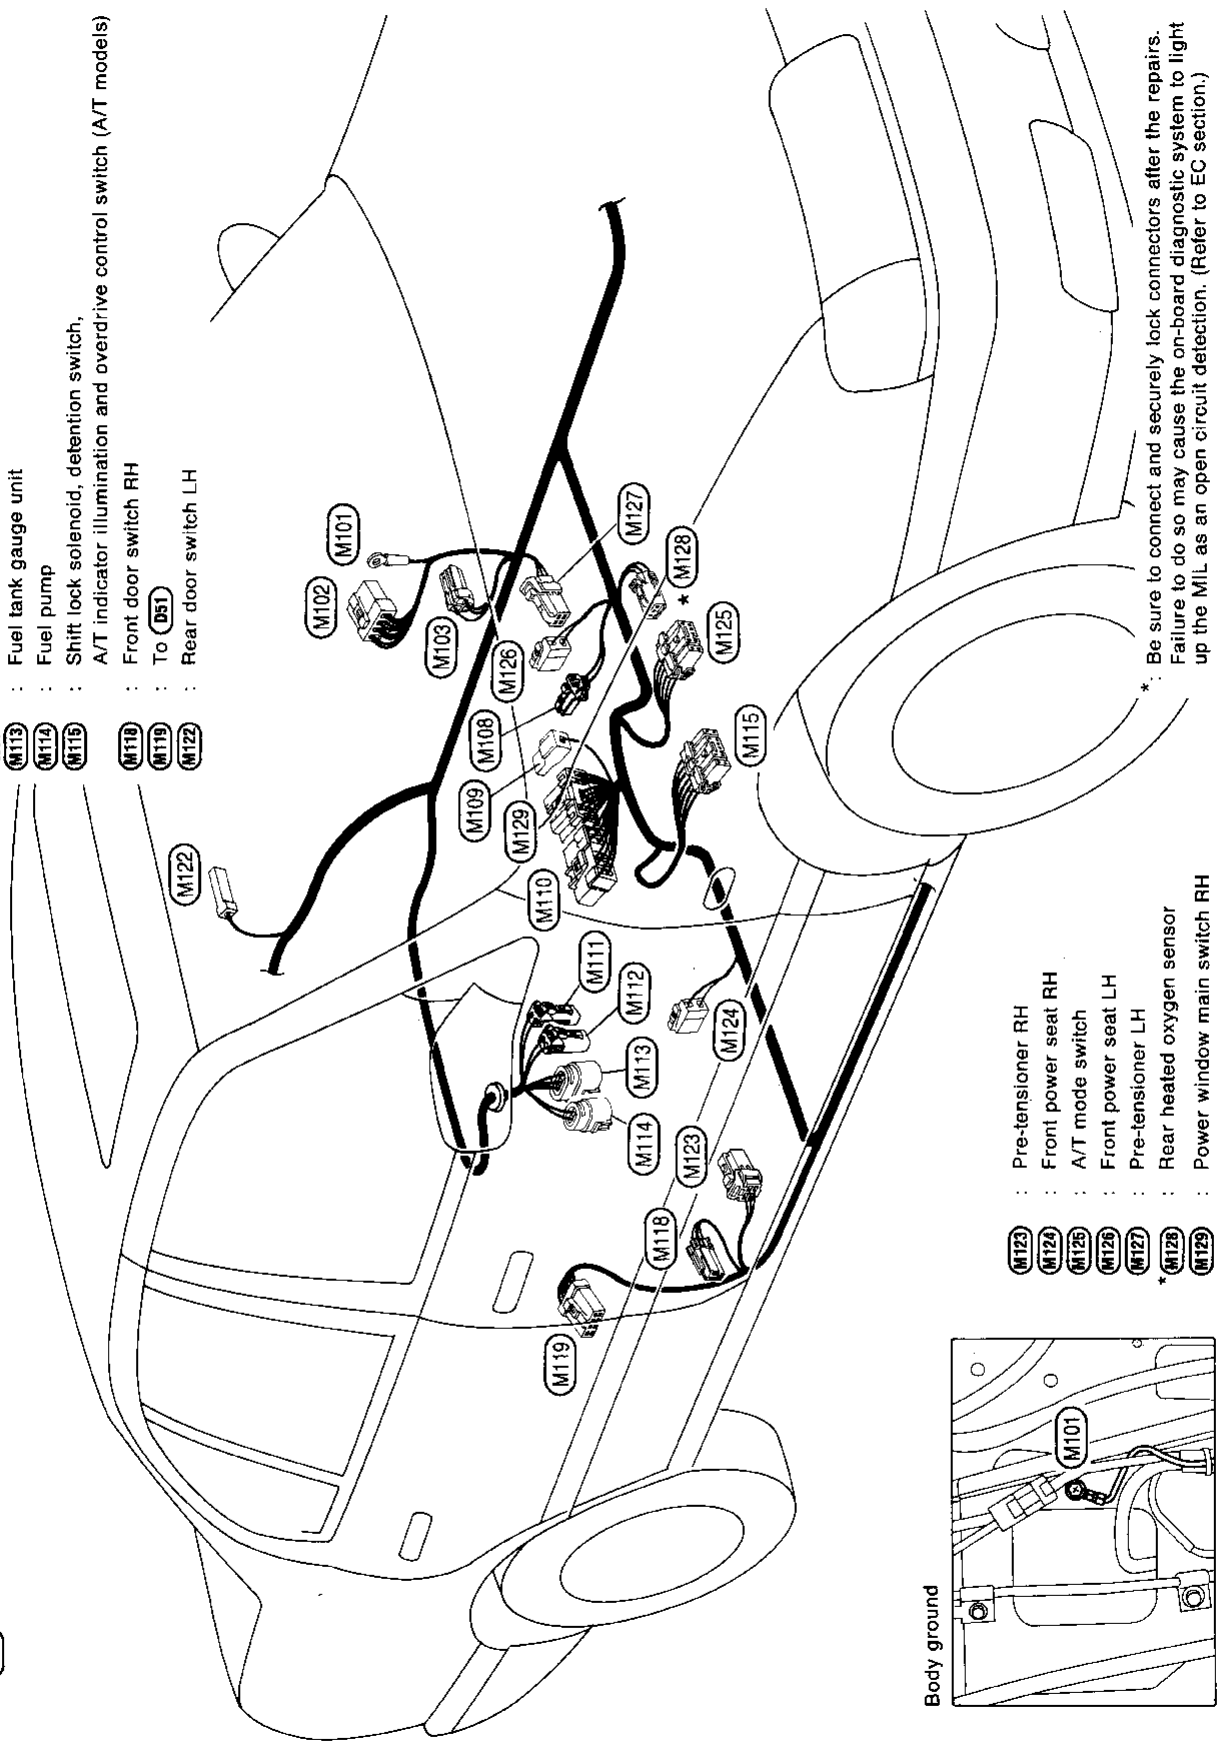 M113 : Fuel tank gauge unit
M114 : Fuel pump
M115 : Shift lock solenoid, detention switch,
A/T indicator illumination and overdrive control switch (A/T models)
M118 : Front door switch RH
M119 : To D51
M122 : Rear door switch LH
M122
M102
M101
M103
M126
M127
M108
M128
*
M109
M125
M129
M115
M110
M111
M112
M124
M113
M114
M123
M118
M119
M123 : Pre-tensioner RH
M124 : Front power seat RH
M125 : A/T mode switch
M126 : Front power seat LH
M127 : Pre-tensioner LH
* M128 : Rear heated oxygen sensor
M129 : Power window main switch RH
*: Be sure to connect and securely lock connectors after the repairs.
Failure to do so may cause the on-board diagnostic system to light
up the MIL as an open circuit detection. (Refer to EC section.)
Body ground
M101